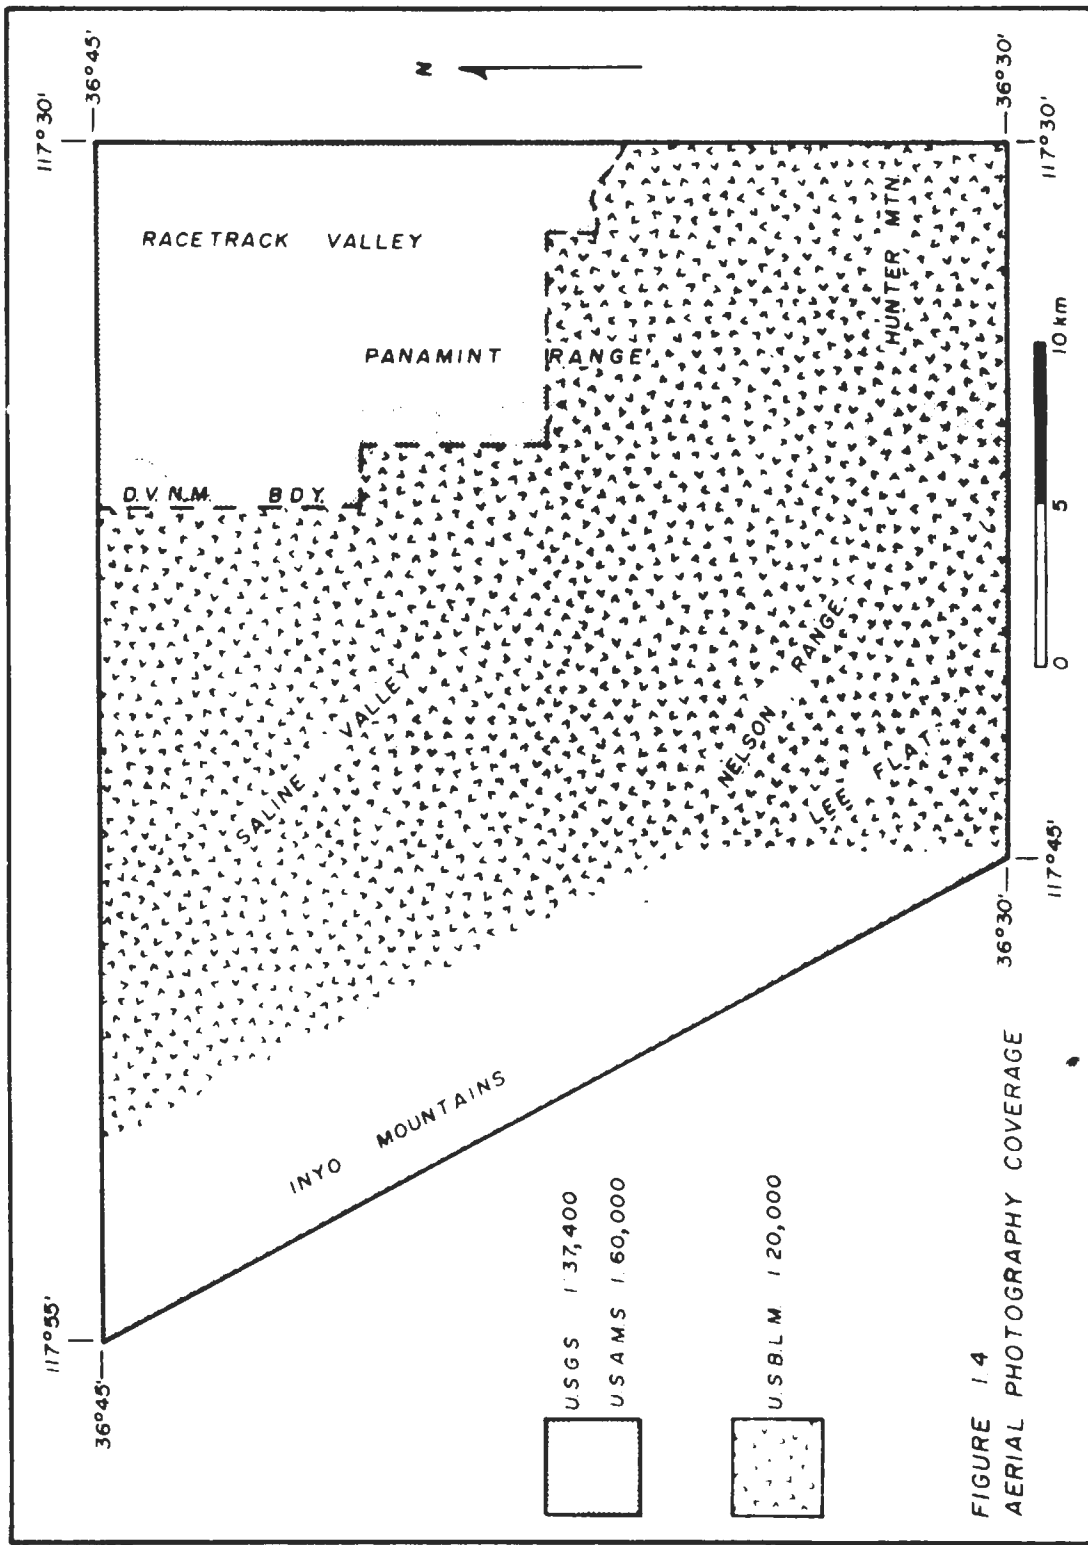 117°55'
117°30'
36°45'
36°45'
N
RACETRACK VALLEY
D.V.N.M. BDY.
PANAMINT RANGE
SALINE VALLEY
INYO MOUNTAINS
NELSON RANGE
LEE FLAT
HUNTER MTN.
36°30'
36°30'
117°45'
117°30'
0 5 10 km
U.S.G.S 1:37,400
U.S.A.M.S 1:60,000
U.S.B.L.M. 1:20,000
FIGURE 1.4
AERIAL PHOTOGRAPHY COVERAGE